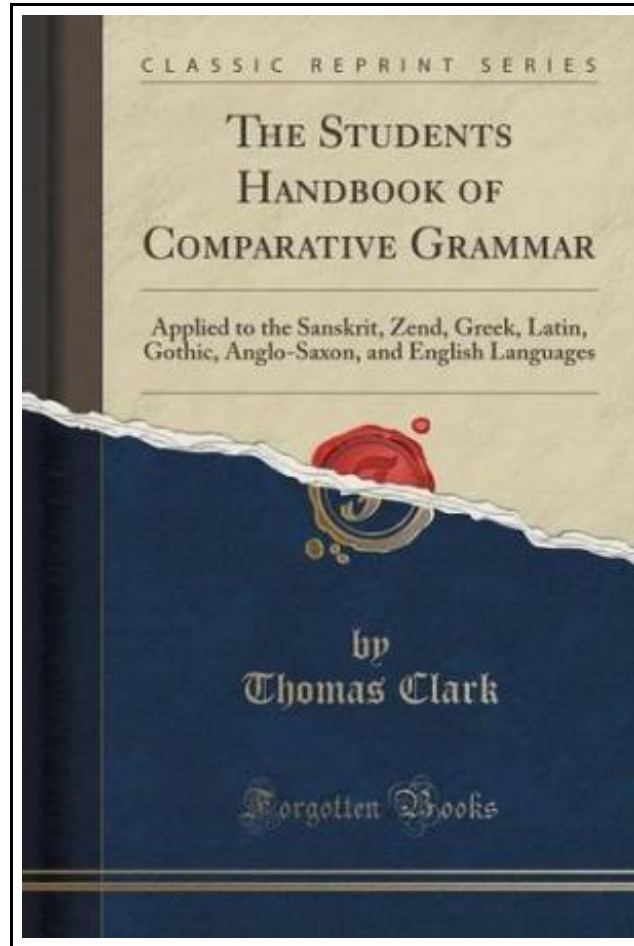 CLASSIC REPRINT SERIES
THE STUDENTS
HANDBOOK OF
COMPARATIVE GRAMMAR
Applied to the Sanskrit, Zend, Greek, Latin,
Gothic, Anglo-Saxon, and English Languages
by
Thomas Clark
Forgotten Books